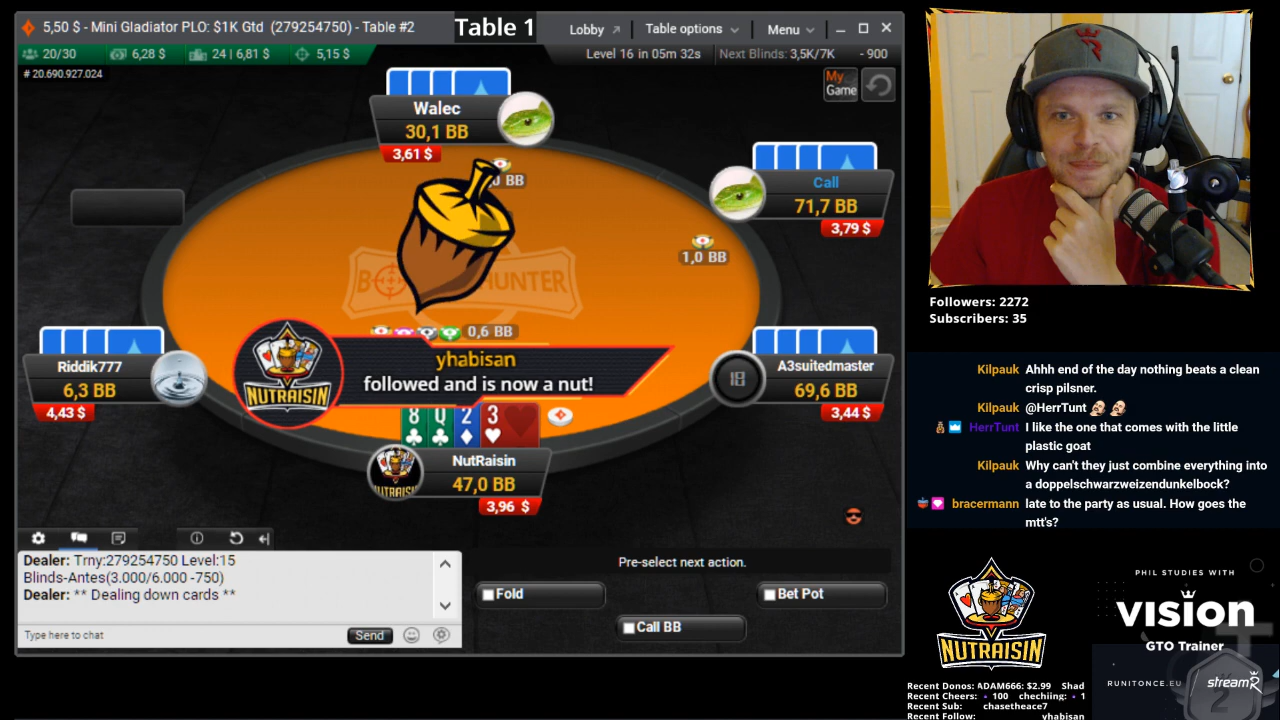 5,50 $ - Mini Gladiator PLO: $1K Gtd (279254750) - Table #2
Table 1
Lobby
Table options
Menu
20/30
6,28 $
24 | 6,81 $
5,15 $
Level 16 in 05m 32s
Next Blinds: 3,5K/7K
- 900
# 20.690.927.024
My
Game
Walec
30,1 BB
3,61 $
Call
71,7 BB
3,79 $
1,0 BB
HUNTER
0,6 BB
Riddik777
6,3 BB
4,43 $
NUTRAISIN
yhabisan
followed and is now a nut!
18
A3suitedmaster
69,6 BB
3,44 $
8 Q 2 3
NutRaisin
47,0 BB
3,96 $
NUTRAISIN
Dealer: Trny:279254750 Level:15
Blinds-Antes(3.000/6.000 -750)
Dealer: ** Dealing down cards **
Type here to chat
Send
Pre-select next action.
Fold
Bet Pot
Call BB
Followers: 2272
Subscribers: 35
Kilpauk Ahhh end of the day nothing beats a clean
crisp pilsner.
Kilpauk @HerrTunt
HerrTunt I like the one that comes with the little
plastic goat
Kilpauk Why can't they just combine everything into
a doppelschwarzweizendunkelbock?
bracermann late to the party as usual. How goes the
mtt's?
NUTRAISIN
PHIL STUDIES WITH
vision
GTO Trainer
RUNITONCE.EU
streamR
Recent Donos: ADAM666: $2.99 Shad
Recent Cheers: 100 chechiing: 1
Recent Sub: chasetheace7
Recent Follow: yhabisan